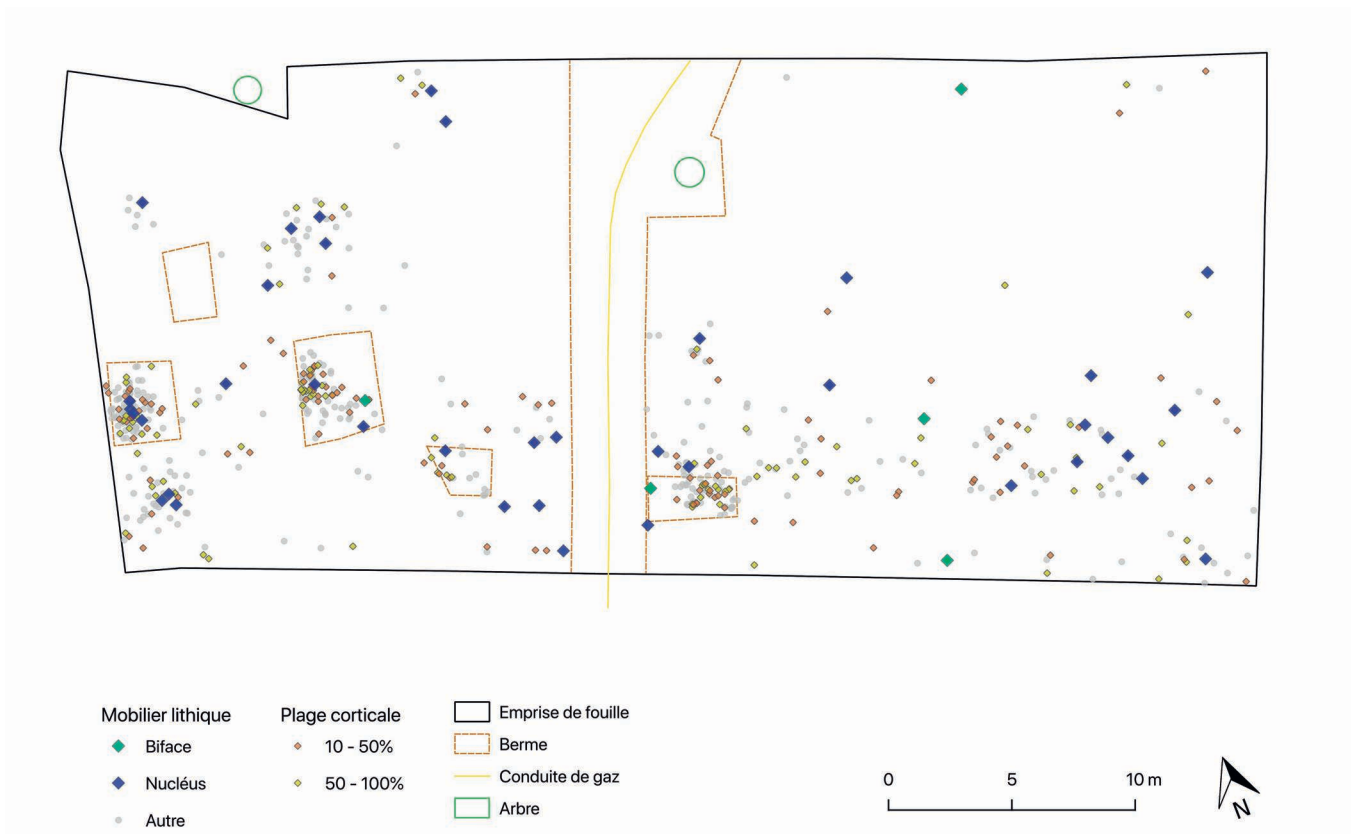 Mobilier lithique
Biface
Nucléus
Autre
Plage corticale
10 - 50%
50 - 100%
Emprise de fouille
Berme
Conduite de gaz
Arbre
0 5 10 m
N